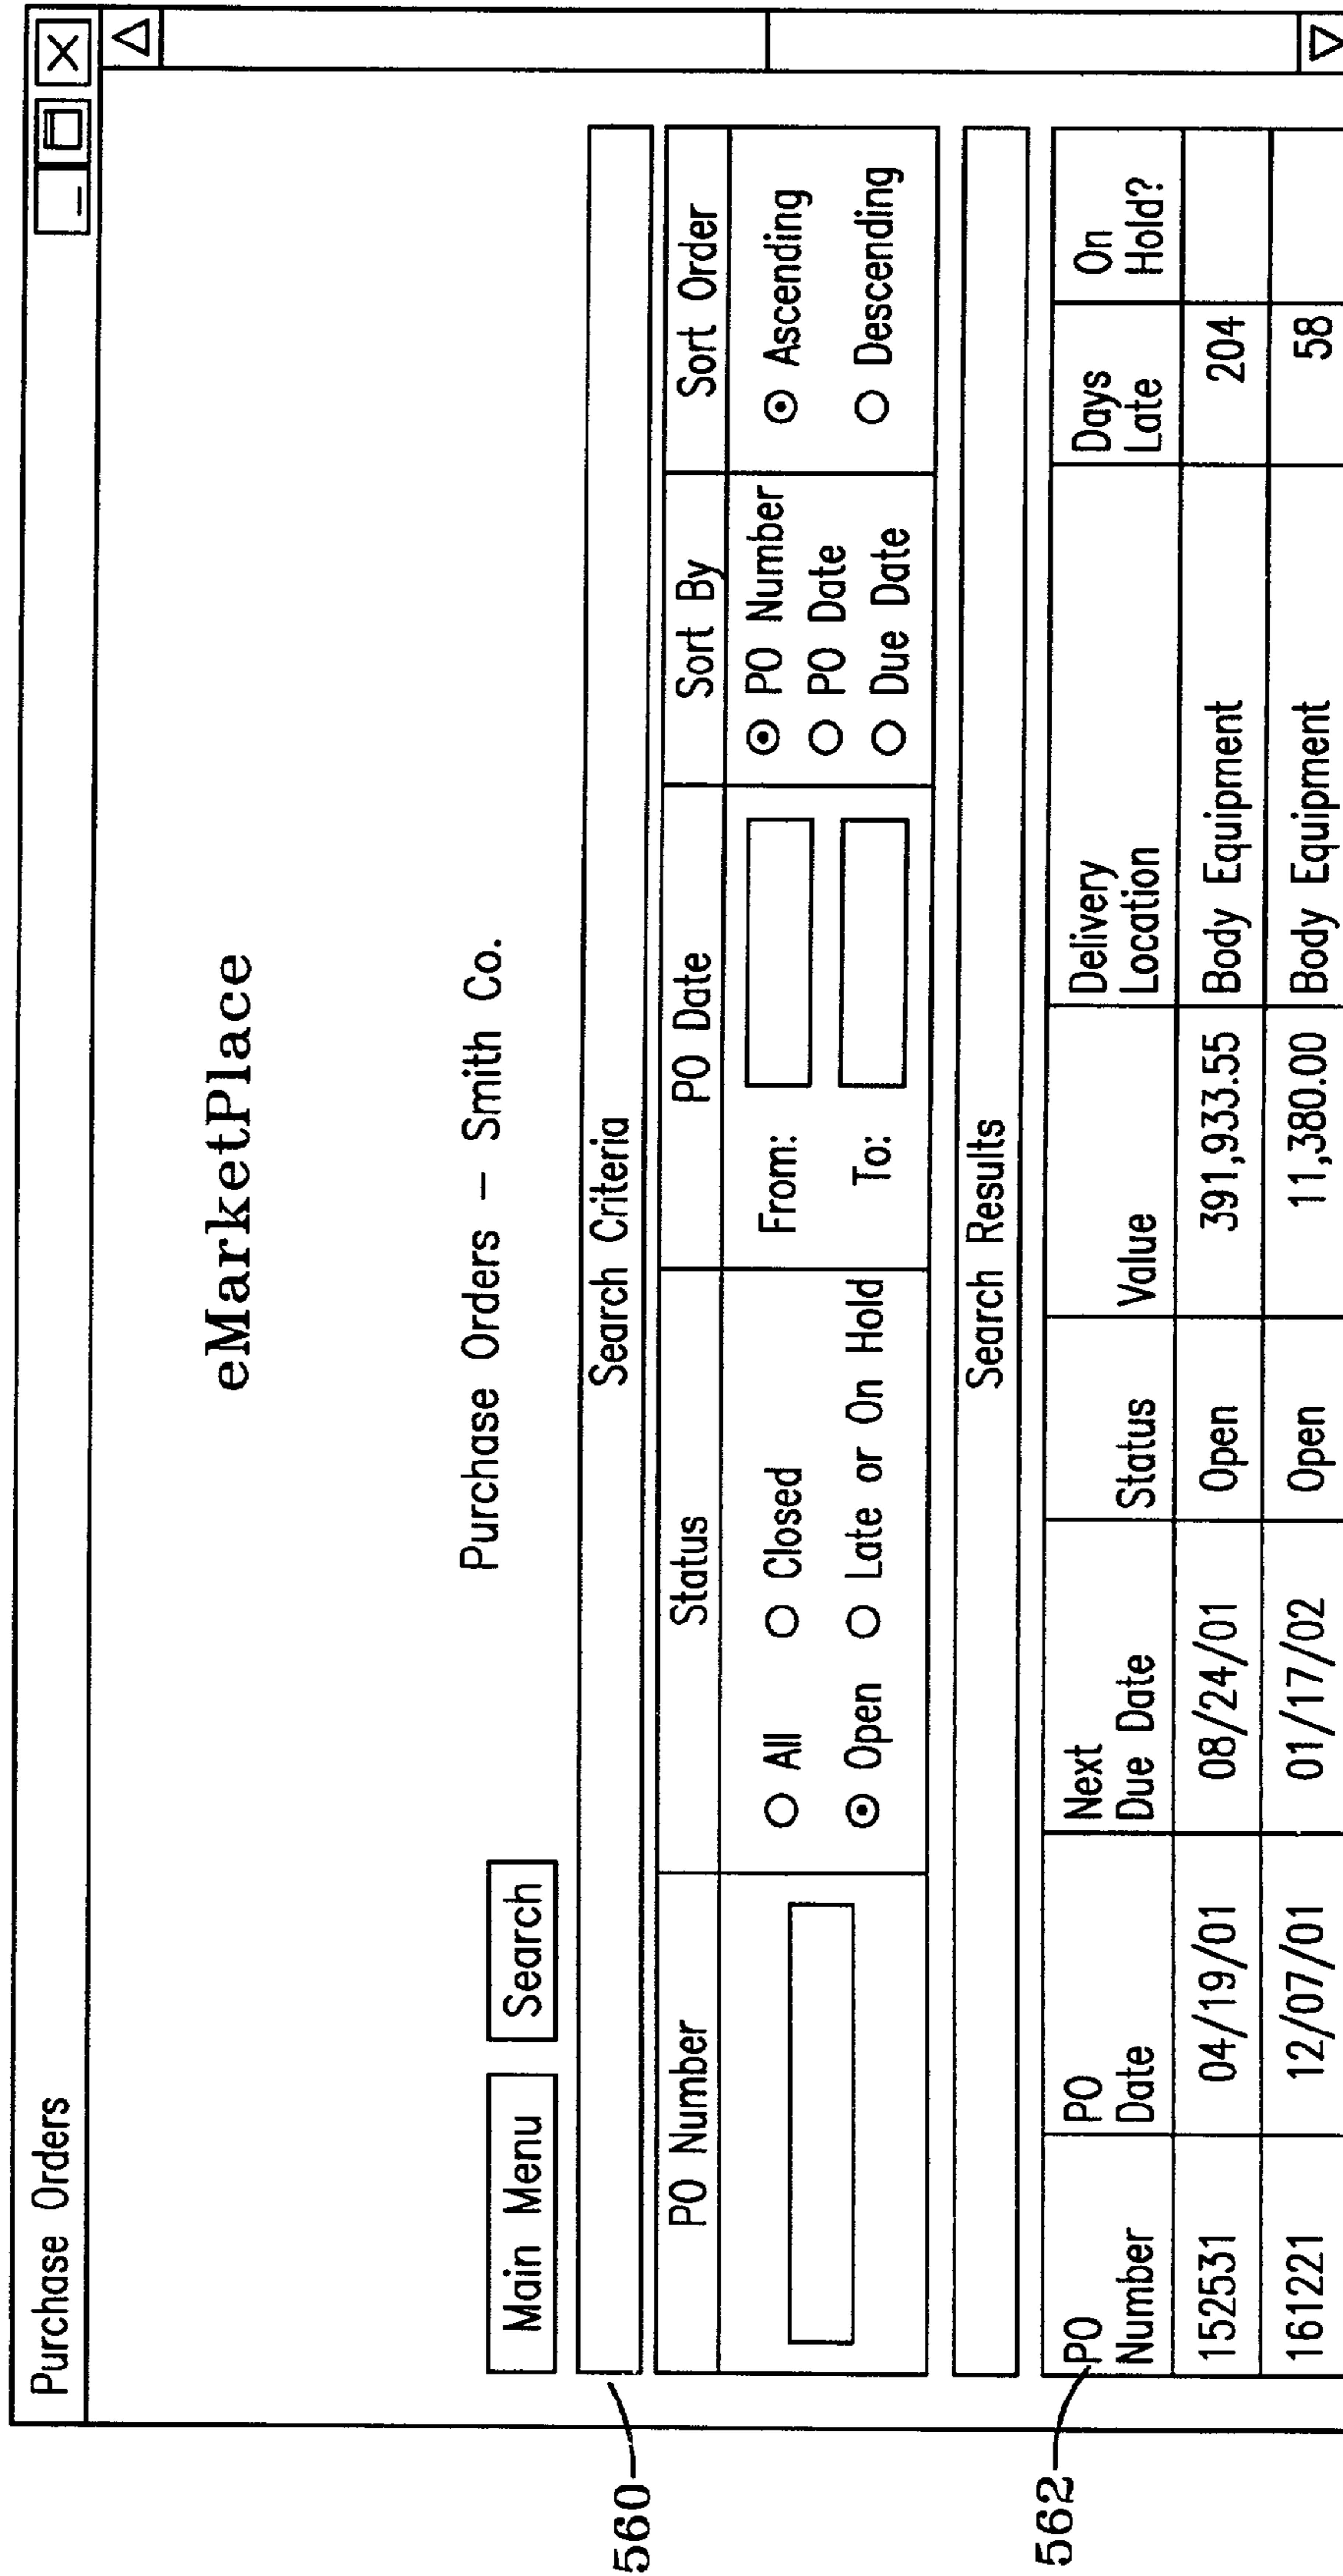 Purchase Orders
eMarketPlace
Purchase Orders – Smith Co.
Main Menu Search
560
Search Criteria
PO Number Status PO Date Sort By Sort Order
All Closed From: PO Number Ascending
PO Date
Open Late or On Hold To: Due Date Descending
Search Results
562
PO Number PO Date Next Due Date Status Value Delivery Location Days Late On Hold?
152531 04/19/01 08/24/01 Open 391,933.55 Body Equipment 204
161221 12/07/01 01/17/02 Open 11,380.00 Body Equipment 58